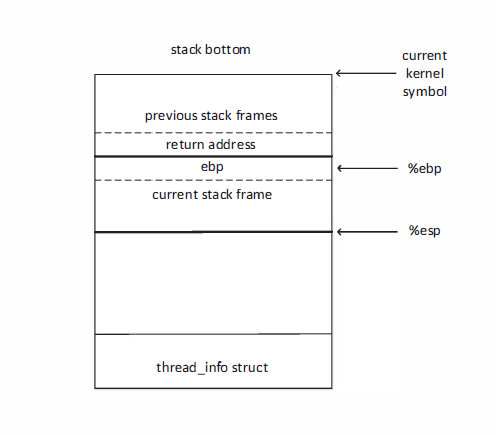 stack bottom
current
kernel
symbol
previous stack frames
return address
ebp
%ebp
current stack frame
%esp
thread_info struct